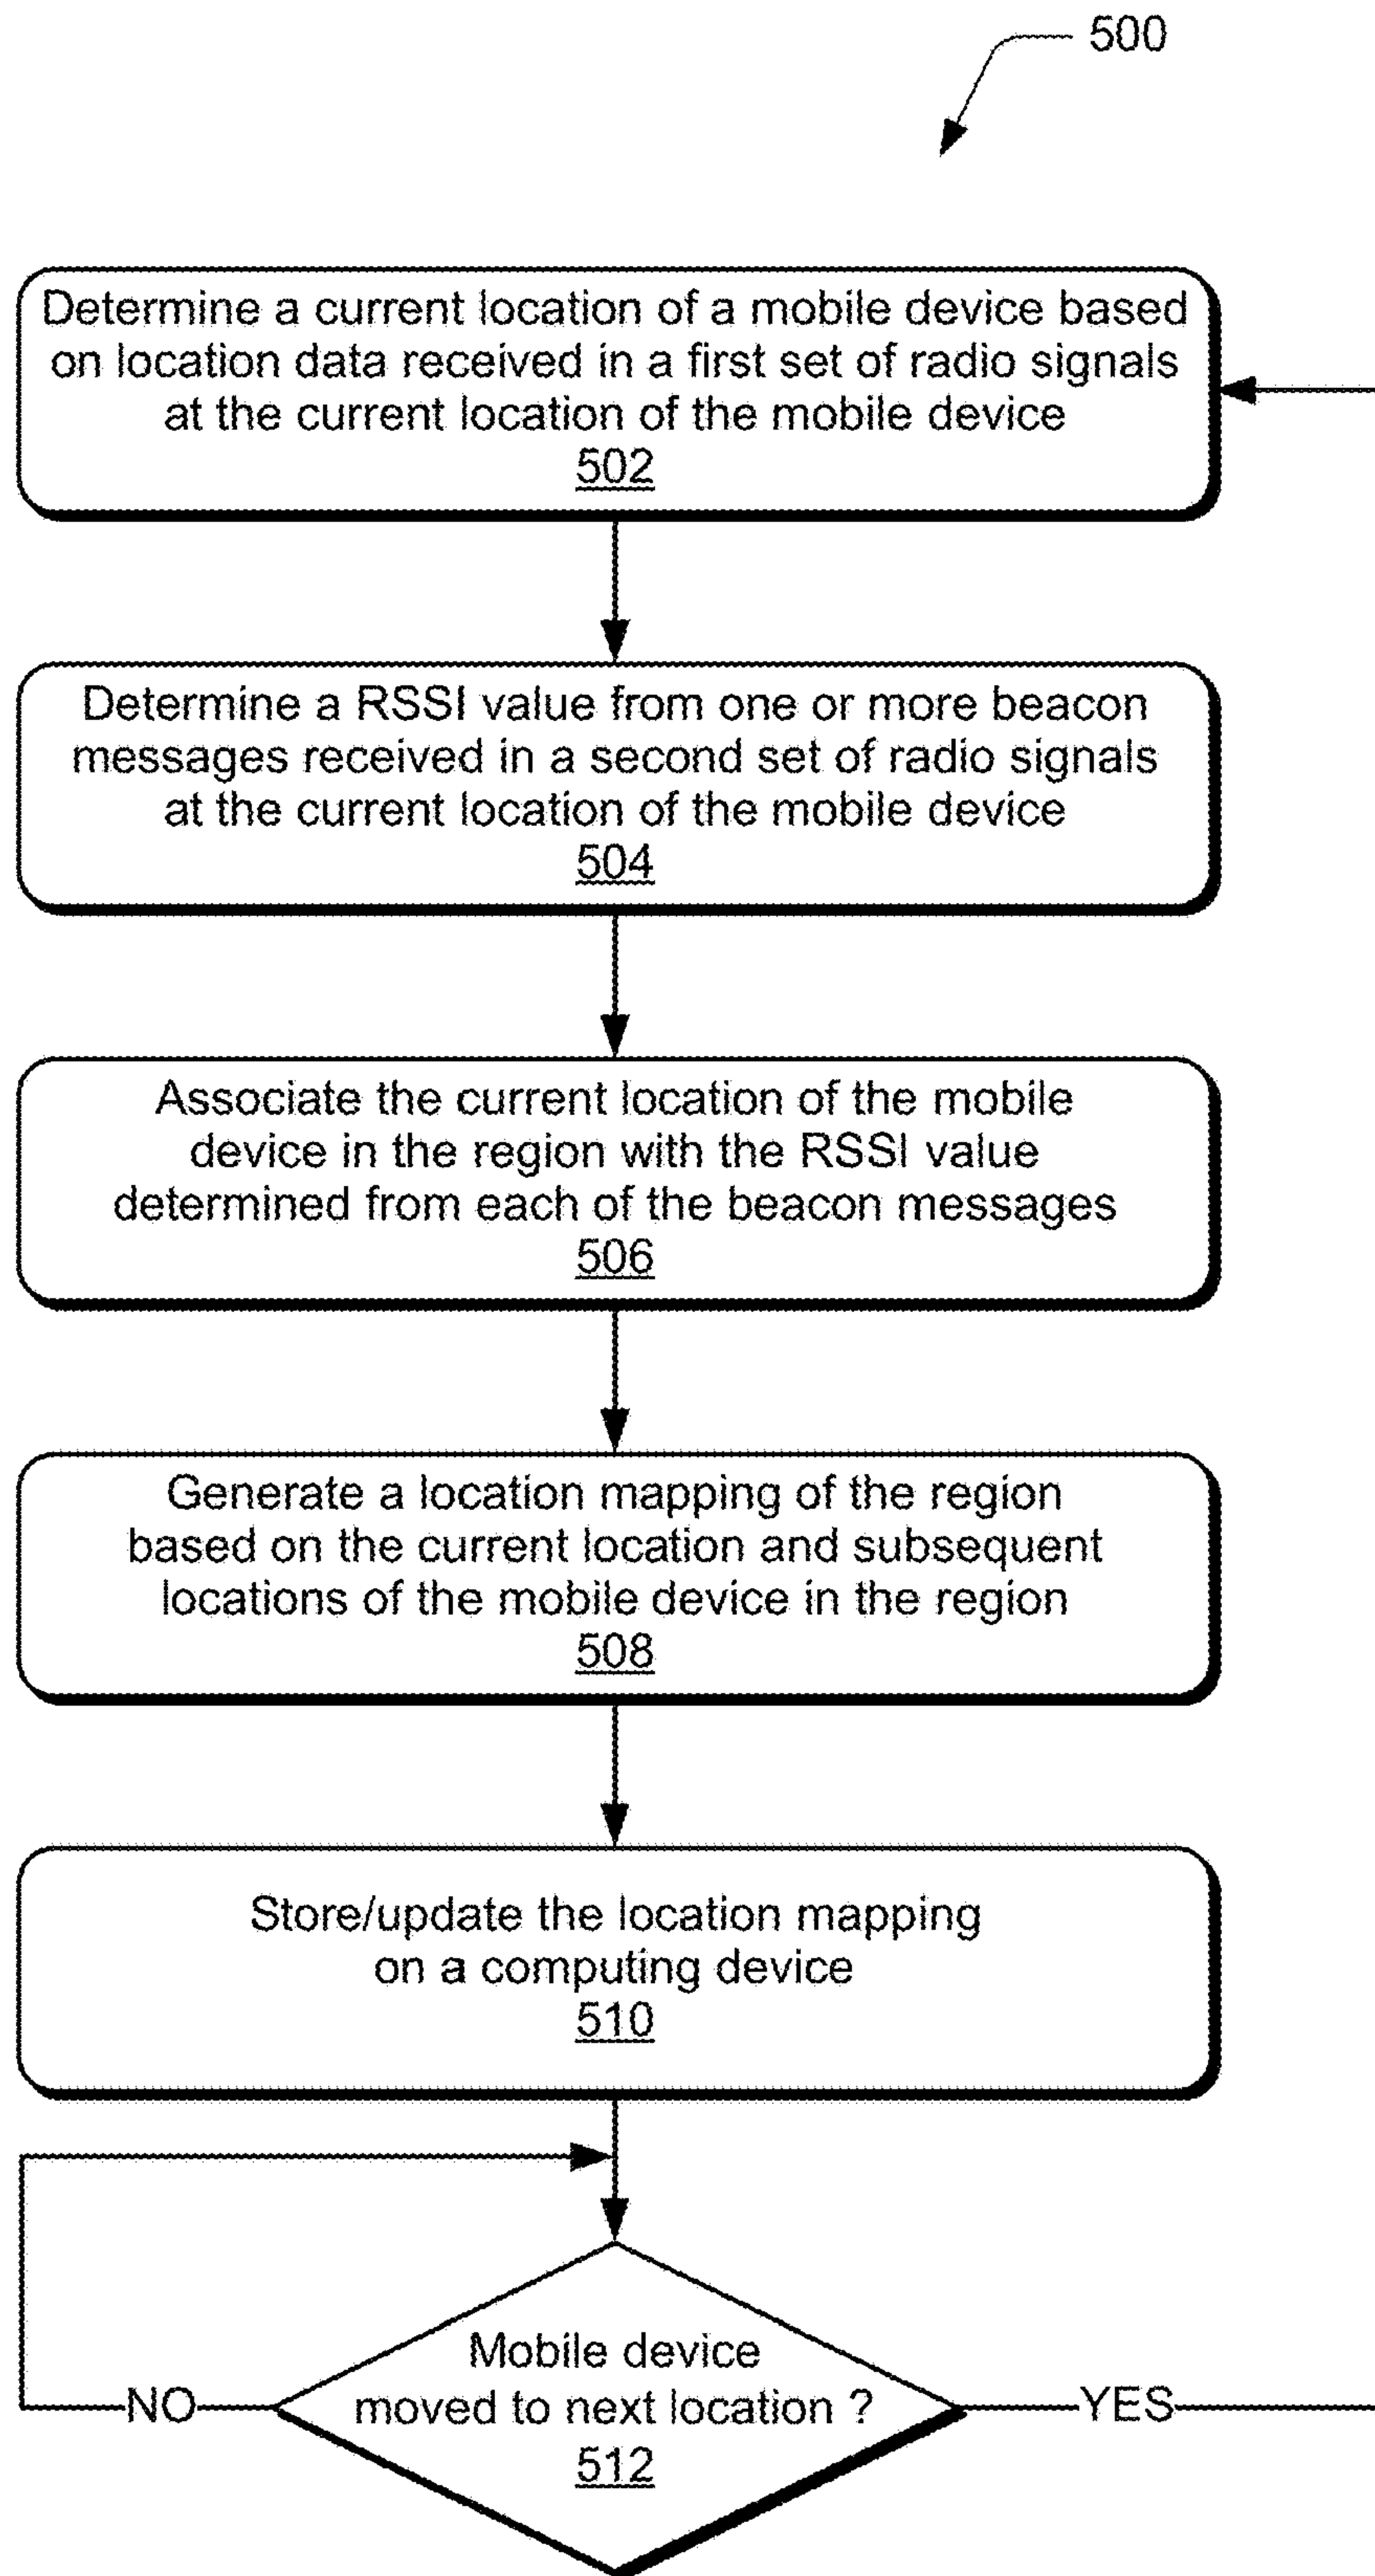 500
Determine a current location of a mobile device based
on location data received in a first set of radio signals
at the current location of the mobile device
502
Determine a RSSI value from one or more beacon
messages received in a second set of radio signals
at the current location of the mobile device
504
Associate the current location of the mobile
device in the region with the RSSI value
determined from each of the beacon messages
506
Generate a location mapping of the region
based on the current location and subsequent
locations of the mobile device in the region
508
Store/update the location mapping
on a computing device
510
Mobile device
moved to next location ?
512
NO
YES